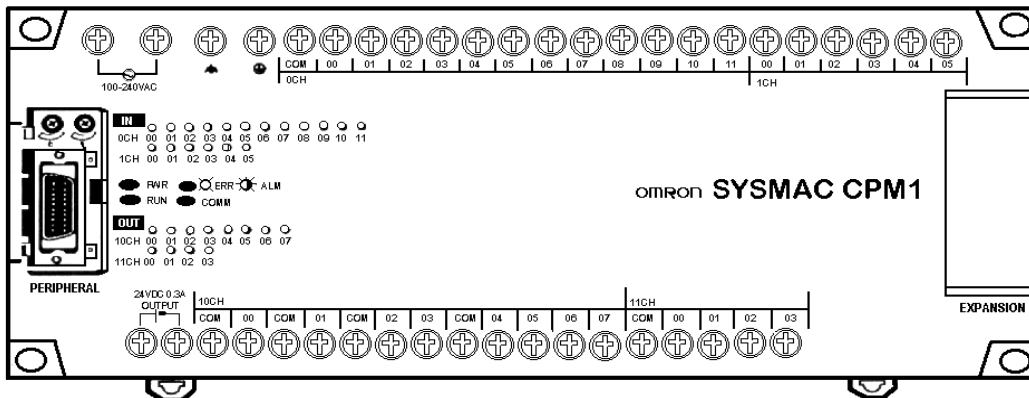 COM 00 01 02 03 04 05 06 07 08 09 10 11 00 01 02 03 04 05
0CH 1CH
100-240VAC
IN
0CH 00 01 02 03 04 05 06 07 08 09 10 11
1CH 00 01 02 03 04 05
PWR ERR ALM
RUN COMM
OUT
10CH 00 01 02 03 04 05 06 07
11CH 00 01 02 03
omron SYSMAC CPM1
PERIPHERAL
EXPANSION
24VDC 0.3A
OUTPUT
10CH 11CH
COM 00 COM 01 COM 02 03 COM 04 05 06 07 COM 00 01 02 03